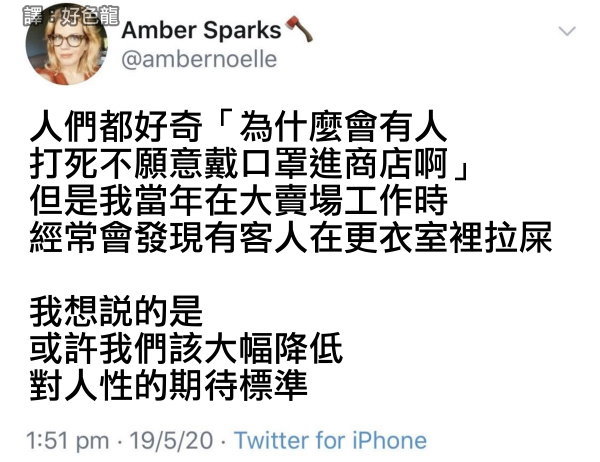 譯：好色龍
Amber Sparks🪓
@ambernoelle
人們都好奇「為什麼會有人
打死不願意戴口罩進商店啊」
但是我當年在大賣場工作時
經常會發現有客人在更衣室裡拉屎
我想説的是
或許我們該大幅降低
對人性的期待標準
1:51 pm · 19/5/20 · Twitter for iPhone